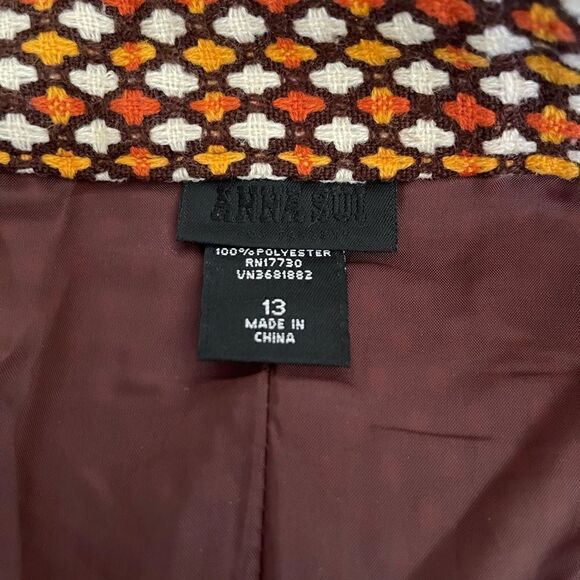 ANNA SUI
100% POLYESTER
RN17730
VN3681882
13
MADE IN
CHINA